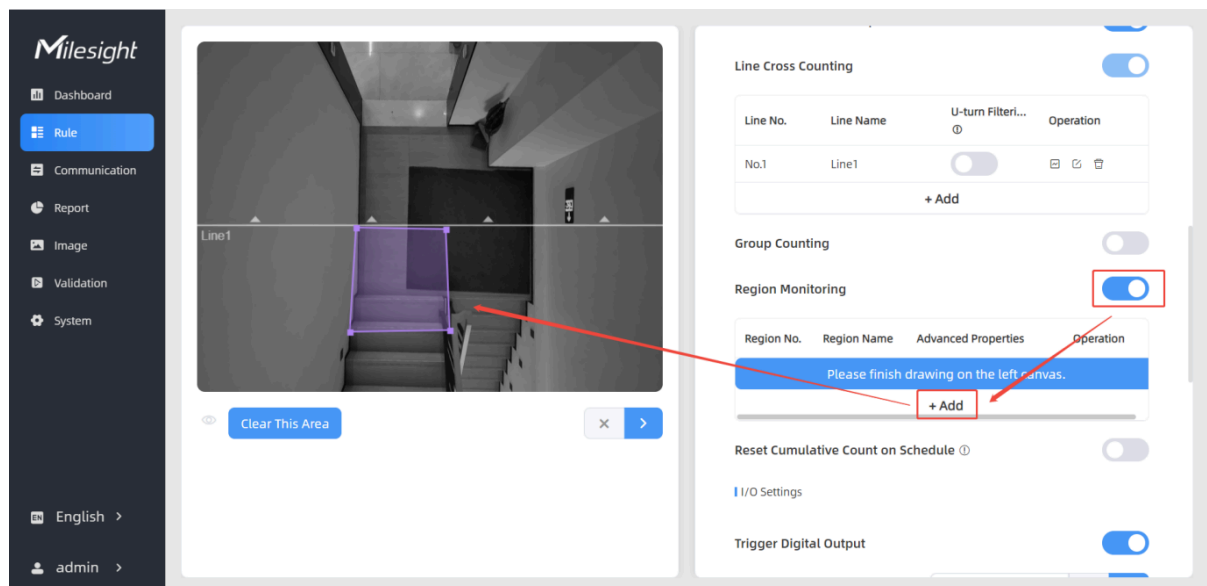 Milesight
Dashboard
Rule
Communication
Report
Image
Validation
System
EN English >
admin >
Line1
Clear This Area
Line Cross Counting
Line No. Line Name U-turn Filteri... Operation
No.1 Line1
+ Add
Group Counting
Region Monitoring
Region No. Region Name Advanced Properties Operation
Please finish drawing on the left canvas.
+ Add
Reset Cumulative Count on Schedule
I/O Settings
Trigger Digital Output